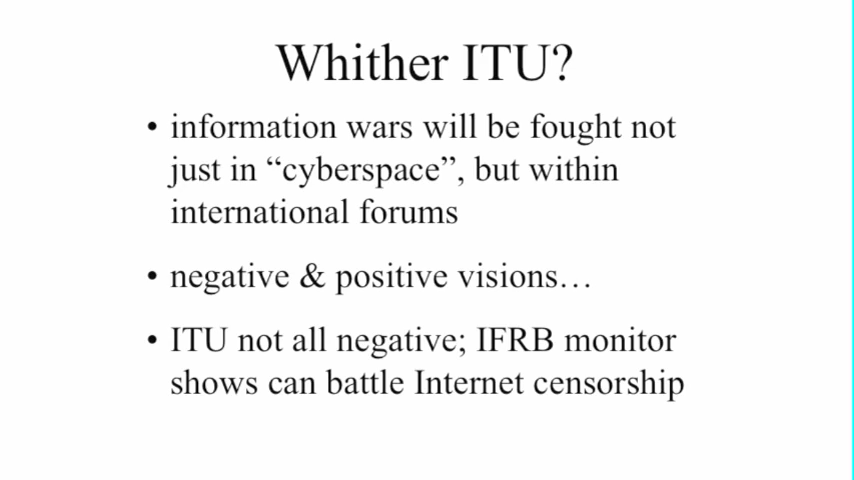 Whither ITU?
• information wars will be fought not
just in “cyberspace”, but within
international forums
• negative & positive visions…
• ITU not all negative; IFRB monitor
shows can battle Internet censorship